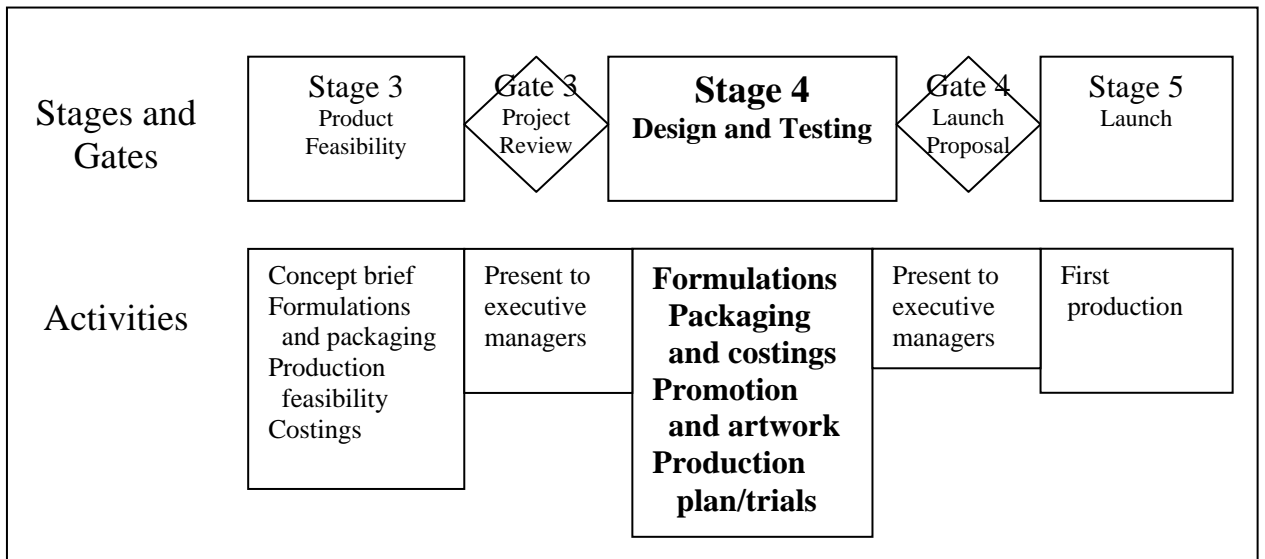 Stages and
Gates
Stage 3
Product
Feasibility
Gate 3
Project
Review
Stage 4
Design and Testing
Gate 4
Launch
Proposal
Stage 5
Launch
Activities
Concept brief
Formulations
and packaging
Production
feasibility
Costings
Present to
executive
managers
Formulations
Packaging
and costings
Promotion
and artwork
Production
plan/trials
Present to
executive
managers
First
production